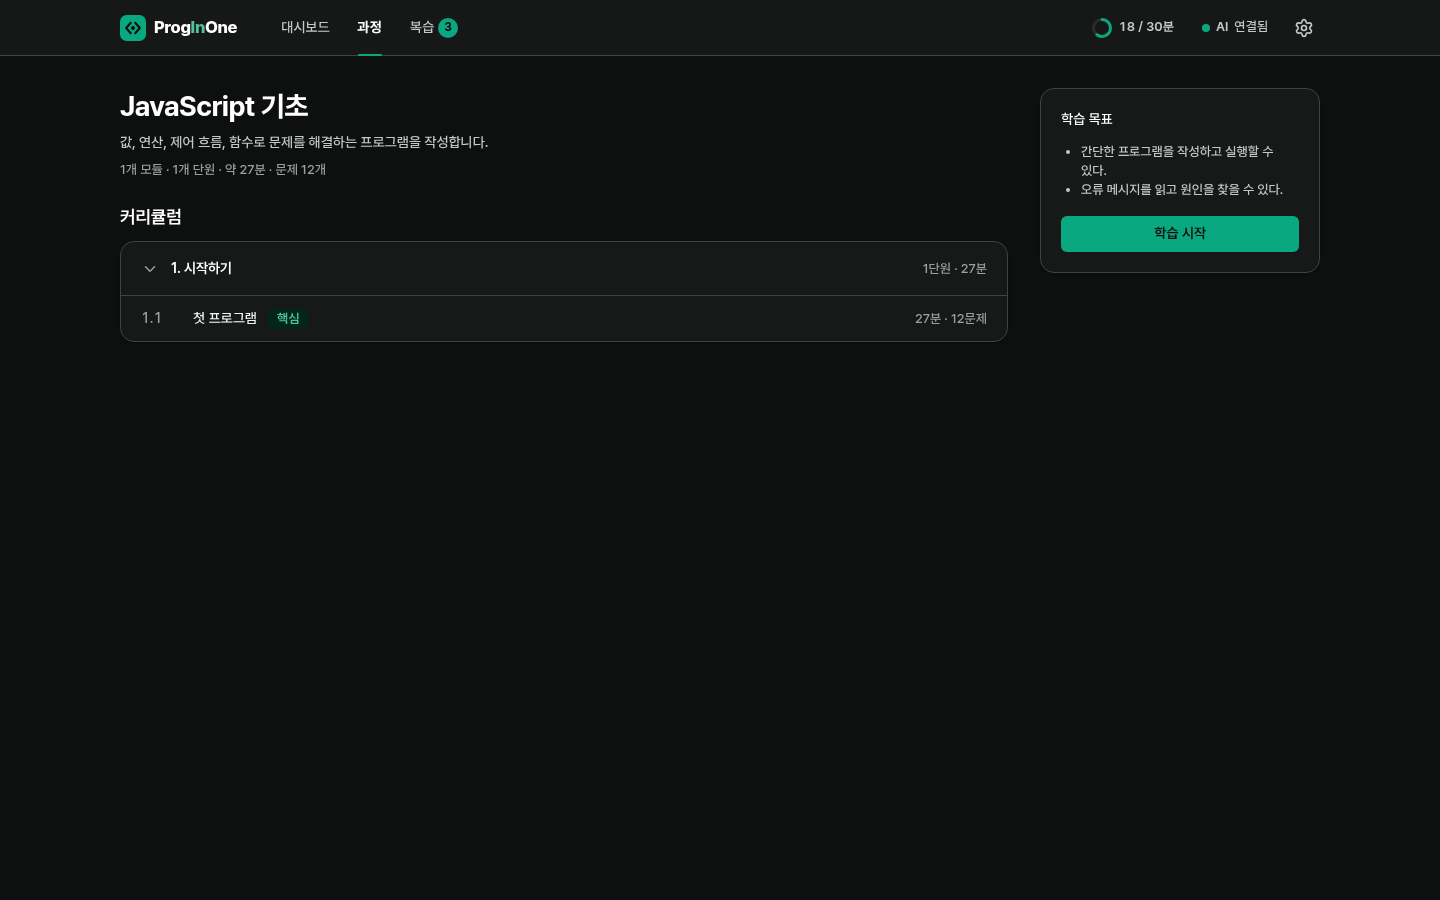 ProgInOne
대시보드
과정
복습 3
18 / 30분
AI 연결됨
JavaScript 기초
값, 연산, 제어 흐름, 함수로 문제를 해결하는 프로그램을 작성합니다.
1개 모듈 · 1개 단원 · 약 27분 · 문제 12개
커리큘럼
1. 시작하기
1단원 · 27분
1.1 첫 프로그램 핵심
27분 · 12문제
학습 목표
• 간단한 프로그램을 작성하고 실행할 수
있다.
• 오류 메시지를 읽고 원인을 찾을 수 있다.
학습 시작